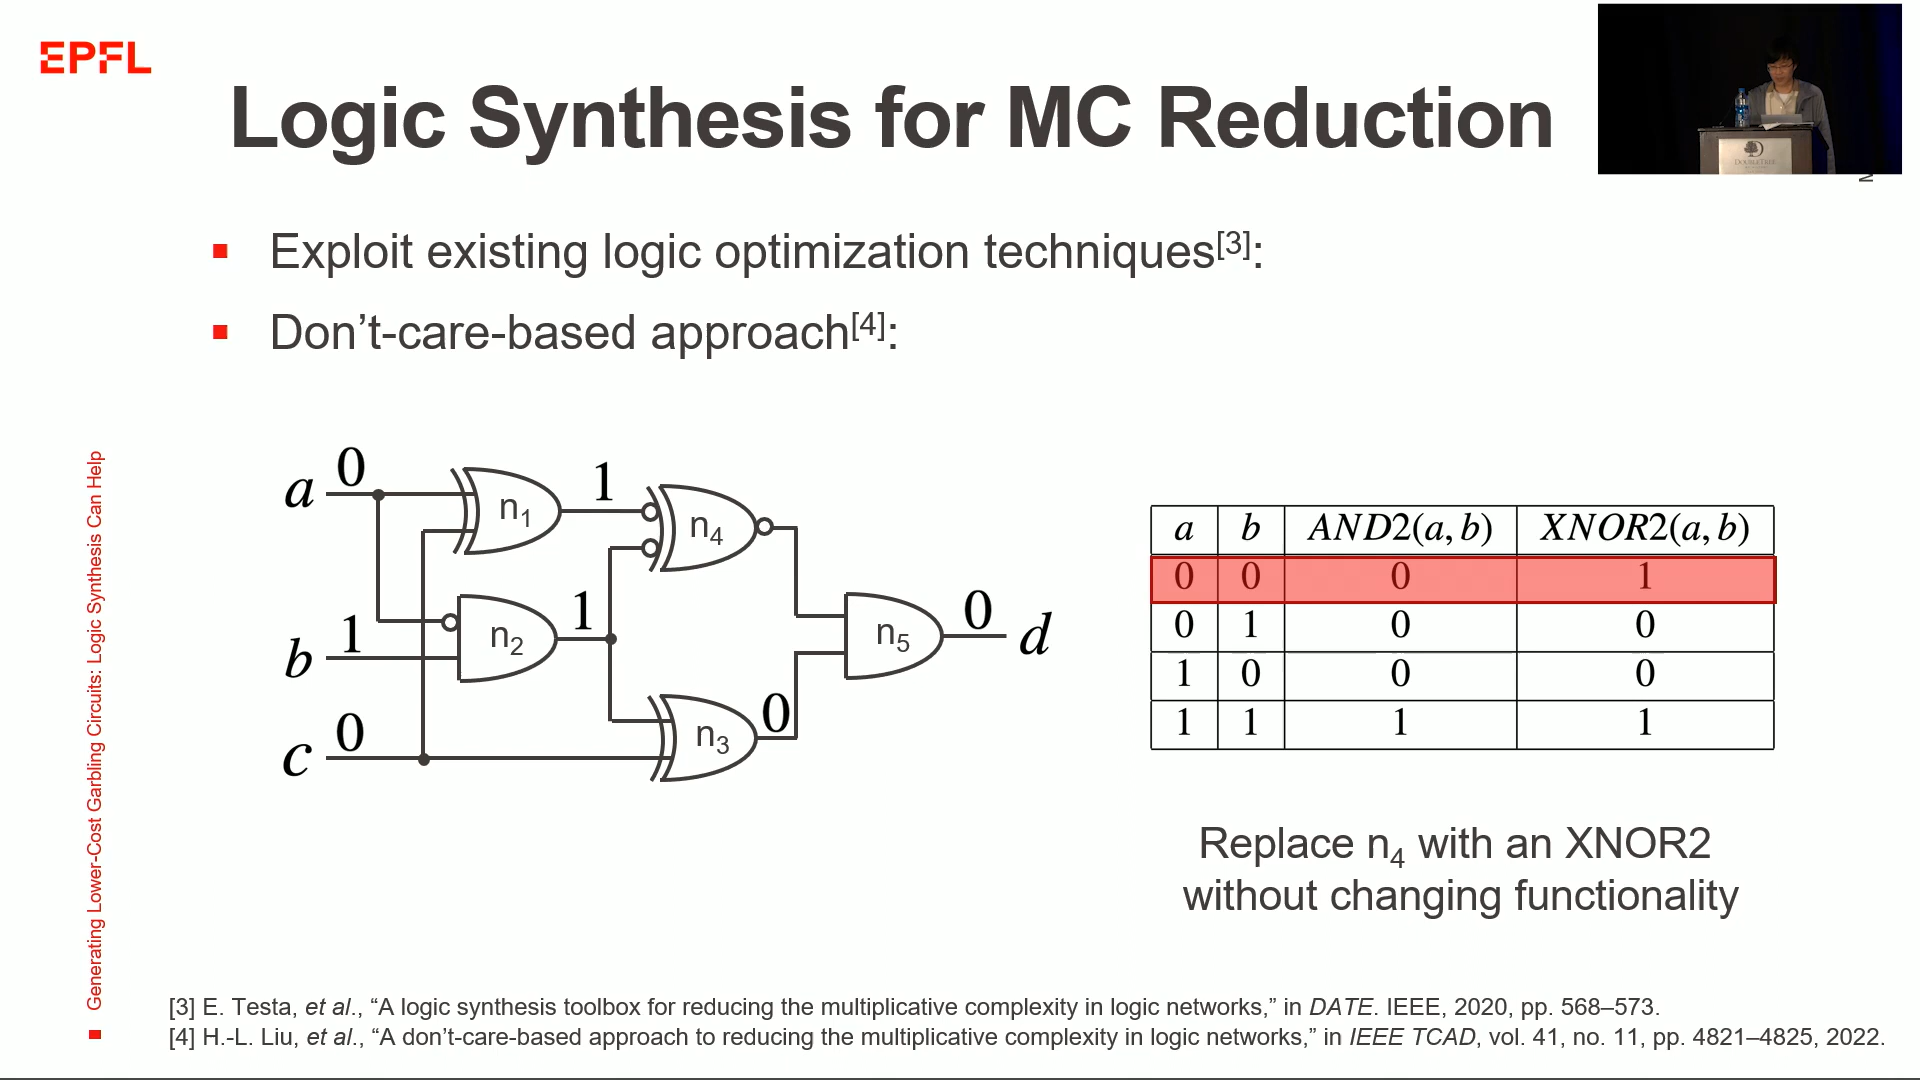 EPFL
Logic Synthesis for MC Reduction
DOUBLETREE
Exploit existing logic optimization techniques[3]:
Don’t-care-based approach[4]:
Generating Lower-Cost Garbling Circuits: Logic Synthesis Can Help
a 0
b 1
c 0
n1 1
n2 1
n3 0
n4
n5 0 d
a b AND2(a, b) XNOR2(a, b)
0 0 0 1
0 1 0 0
1 0 0 0
1 1 1 1
Replace n4 with an XNOR2
without changing functionality
[3] E. Testa, et al., “A logic synthesis toolbox for reducing the multiplicative complexity in logic networks,” in DATE. IEEE, 2020, pp. 568–573.
[4] H.-L. Liu, et al., “A don’t-care-based approach to reducing the multiplicative complexity in logic networks,” in IEEE TCAD, vol. 41, no. 11, pp. 4821–4825, 2022.